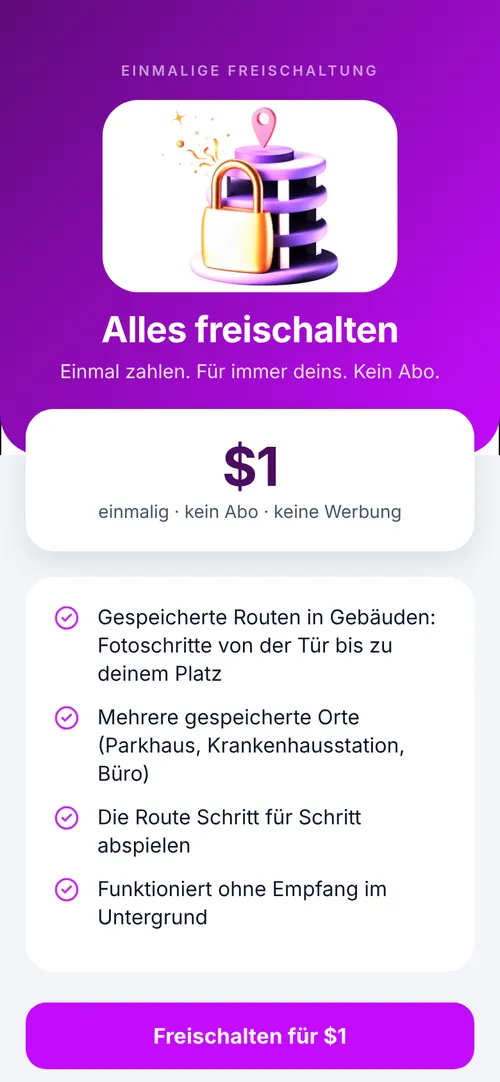 EINMALIGE FREISCHALTUNG
Alles freischalten
Einmal zahlen. Für immer deins. Kein Abo.
$1
einmalig · kein Abo · keine Werbung
Gespeicherte Routen in Gebäuden:
Fotoschritte von der Tür bis zu
deinem Platz
Mehrere gespeicherte Orte
(Parkhaus, Krankenhausstation,
Büro)
Die Route Schritt für Schritt
abspielen
Funktioniert ohne Empfang im
Untergrund
Freischalten für $1